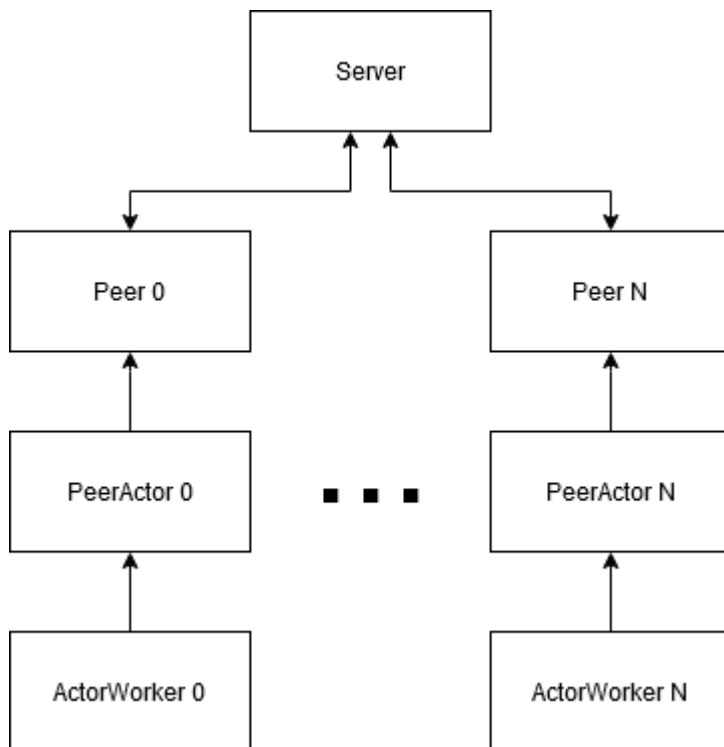 Server
Peer 0
Peer N
PeerActor 0
PeerActor N
ActorWorker 0
ActorWorker N